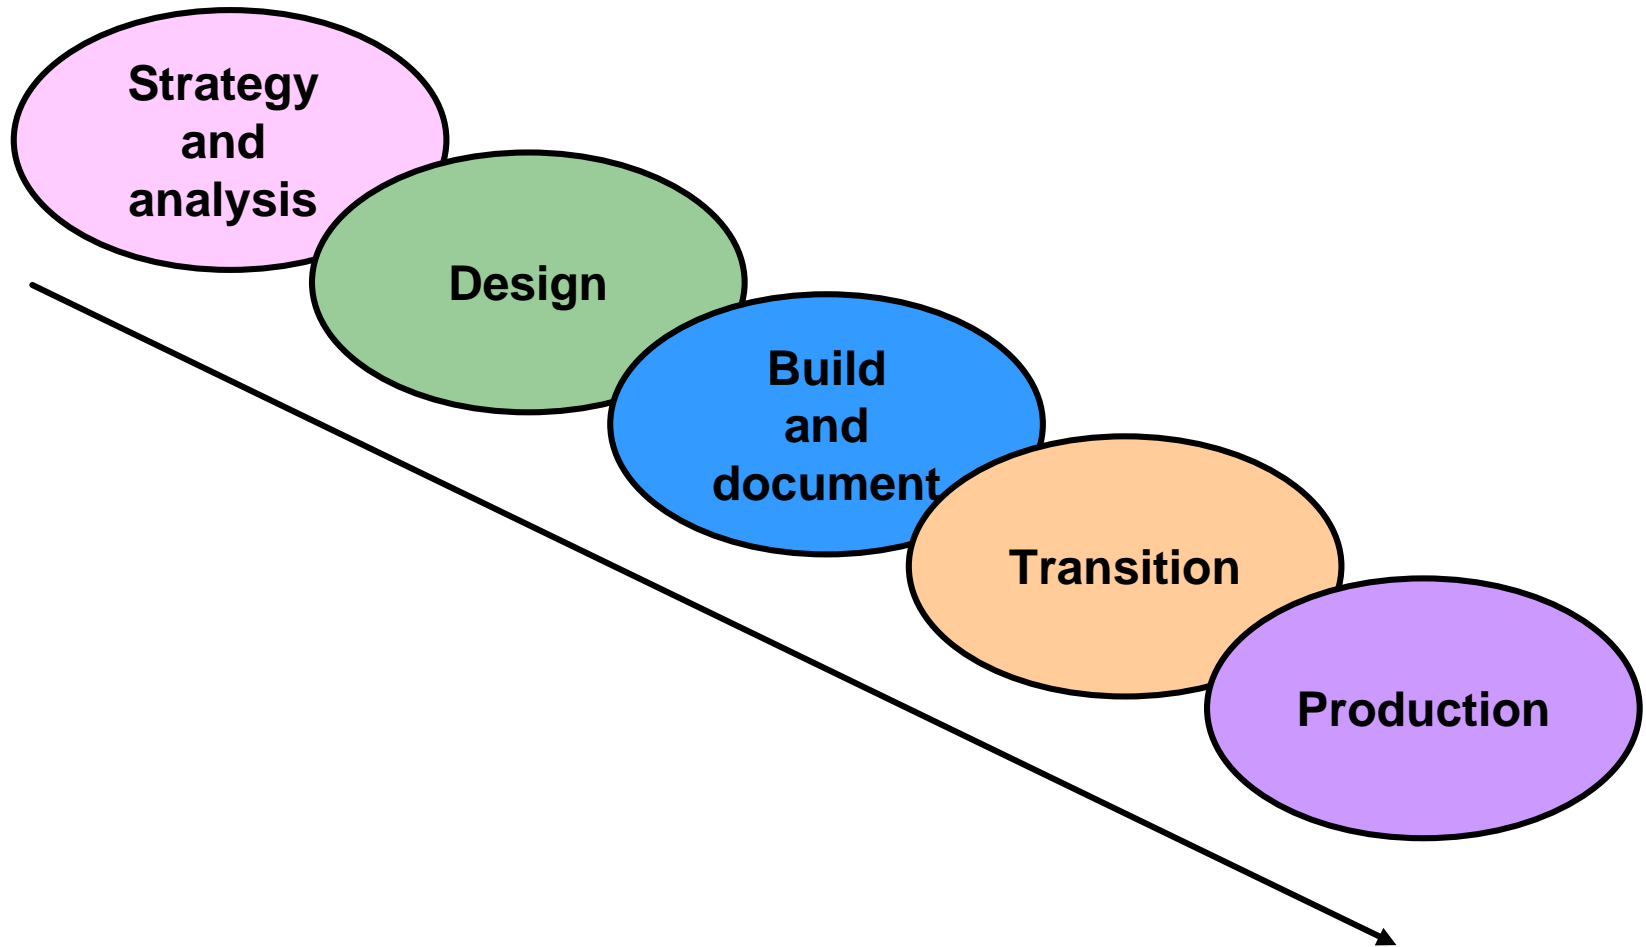 Strategy
and
analysis
Design
Build
and
document
Transition
Production